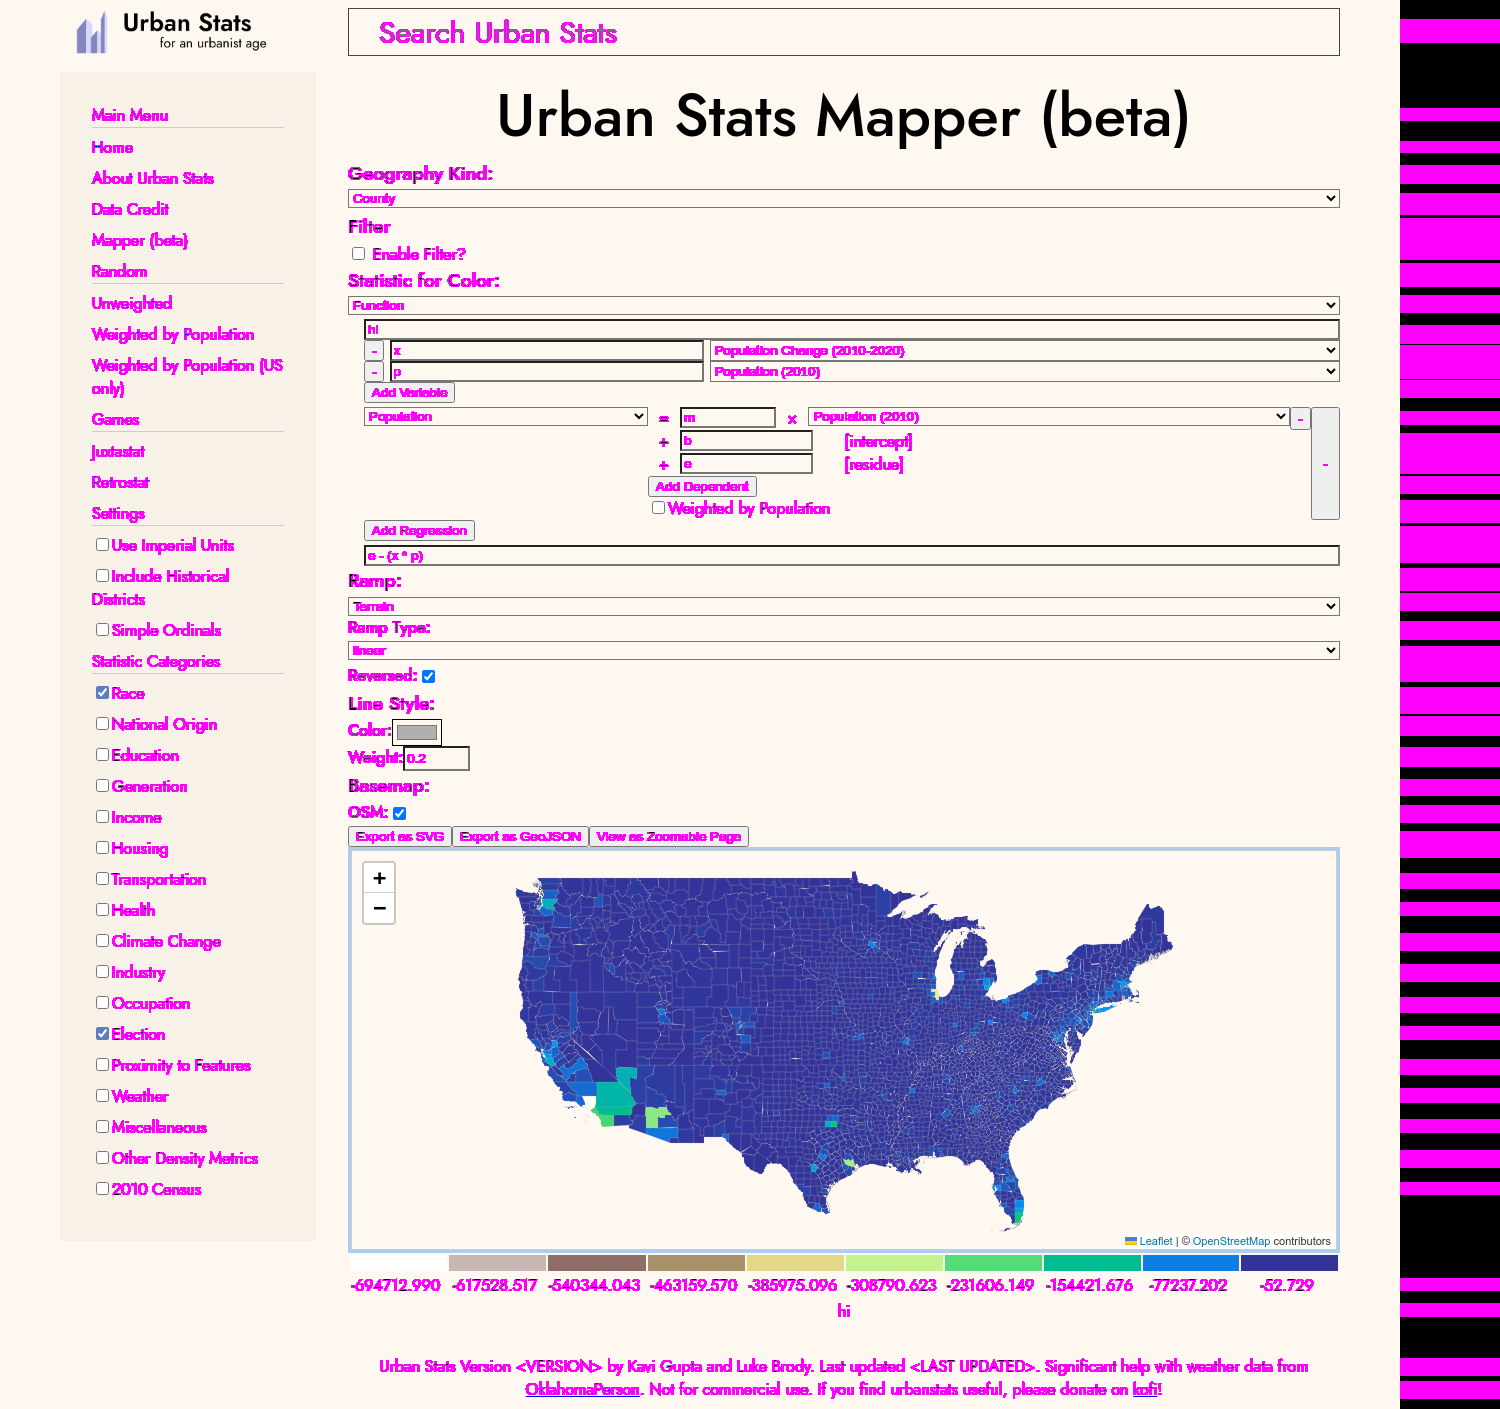 Urban Stats
for an urbanist age
Search Urban Stats
Main Menu
Home
About Urban Stats
Data Credit
Mapper (beta)
Random
Unweighted
Weighted by Population
Weighted by Population (US
only)
Games
Juxtastat
Retrostat
Settings
Use Imperial Units
Include Historical
Districts
Simple Ordinals
Statistic Categories
Race
National Origin
Education
Generation
Income
Housing
Transportation
Health
Climate Change
Industry
Occupation
Election
Proximity to Features
Weather
Miscellaneous
Other Density Metrics
2010 Census
Urban Stats Mapper (beta)
Geography Kind:
County
Filter
Enable Filter?
Statistic for Color:
Function
hi
- x Population Change (2010-2020)
- p Population (2010)
Add Variable
Population = m x Population (2010) - -
+ b [intercept]
+ e [residue]
Add Dependent
Weighted by Population
Add Regression
e - (x * p)
Ramp:
Terrain
Ramp Type:
linear
Reversed:
Line Style:
Color:
Weight: 0.2
Basemap:
OSM:
Export as SVG Export as GeoJSON View as Zoomable Page
+
−
Leaflet | © OpenStreetMap contributors
-694712.990 -617528.517 -540344.043 -463159.570 -385975.096 -308790.623 -231606.149 -154421.676 -77237.202 -52.729
hi
Urban Stats Version <VERSION> by Kavi Gupta and Luke Brody. Last updated <LAST UPDATED>. Significant help with weather data from
OklahomaPerson. Not for commercial use. If you find urbanstats useful, please donate on kofi!